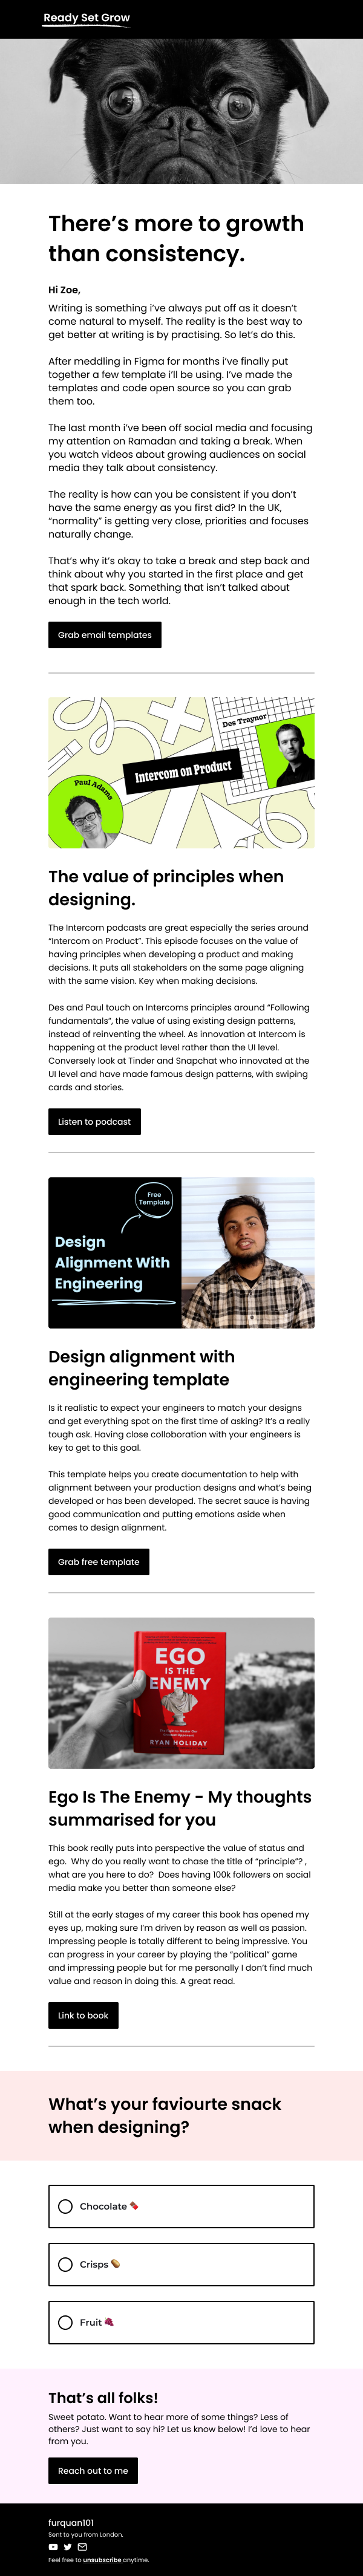 Ready Set Grow
There’s more to growth
than consistency.
Hi Zoe,
Writing is something i’ve always put off as it doesn’t
come natural to myself. The reality is the best way to
get better at writing is by practising. So let’s do this.
After meddling in Figma for months i’ve finally put
together a few template i’ll be using. I’ve made the
templates and code open source so you can grab
them too.
The last month i’ve been off social media and focusing
my attention on Ramadan and taking a break. When
you watch videos about growing audiences on social
media they talk about consistency.
The reality is how can you be consistent if you don’t
have the same energy as you first did? In the UK,
“normality” is getting very close, priorities and focuses
naturally change.
That’s why it’s okay to take a break and step back and
think about why you started in the first place and get
that spark back. Something that isn’t talked about
enough in the tech world.
Grab email templates
Des Traynor
Intercom on Product
Paul Adams
The value of principles when
designing.
The Intercom podcasts are great especially the series around
“Intercom on Product”. This episode focuses on the value of
having principles when developing a product and making
decisions. It puts all stakeholders on the same page aligning
with the same vision. Key when making decisions.
Des and Paul touch on Intercoms principles around “Following
fundamentals”, the value of using existing design patterns,
instead of reinventing the wheel. As innovation at Intercom is
happening at the product level rather than the UI level.
Conversely look at Tinder and Snapchat who innovated at the
UI level and have made famous design patterns, with swiping
cards and stories.
Listen to podcast
Free
Template
Design
Alignment With
Engineering
Design alignment with
engineering template
Is it realistic to expect your engineers to match your designs
and get everything spot on the first time of asking? It’s a really
tough ask. Having close colloboration with your engineers is
key to get to this goal.
This template helps you create documentation to help with
alignment between your production designs and what’s being
developed or has been developed. The secret sauce is having
good communication and putting emotions aside when
comes to design alignment.
Grab free template
EGO
IS THE
ENEMY
RYAN HOLIDAY
Ego Is The Enemy - My thoughts
summarised for you
This book really puts into perspective the value of status and
ego.  Why do you really want to chase the title of “principle”? ,
what are you here to do?  Does having 100k followers on social
media make you better than someone else?
Still at the early stages of my career this book has opened my
eyes up, making sure I’m driven by reason as well as passion.
Impressing people is totally different to being impressive. You
can progress in your career by playing the “political” game
and impressing people but for me personally I don’t find much
value and reason in doing this. A great read.
Link to book
What’s your faviourte snack
when designing?
Chocolate 🍫
Crisps 🥔
Fruit 🍇
That’s all folks!
Sweet potato. Want to hear more of some things? Less of
others? Just want to say hi? Let us know below! I’d love to hear
from you.
Reach out to me
furquan101
Sent to you from London.
Feel free to unsubscribe anytime.